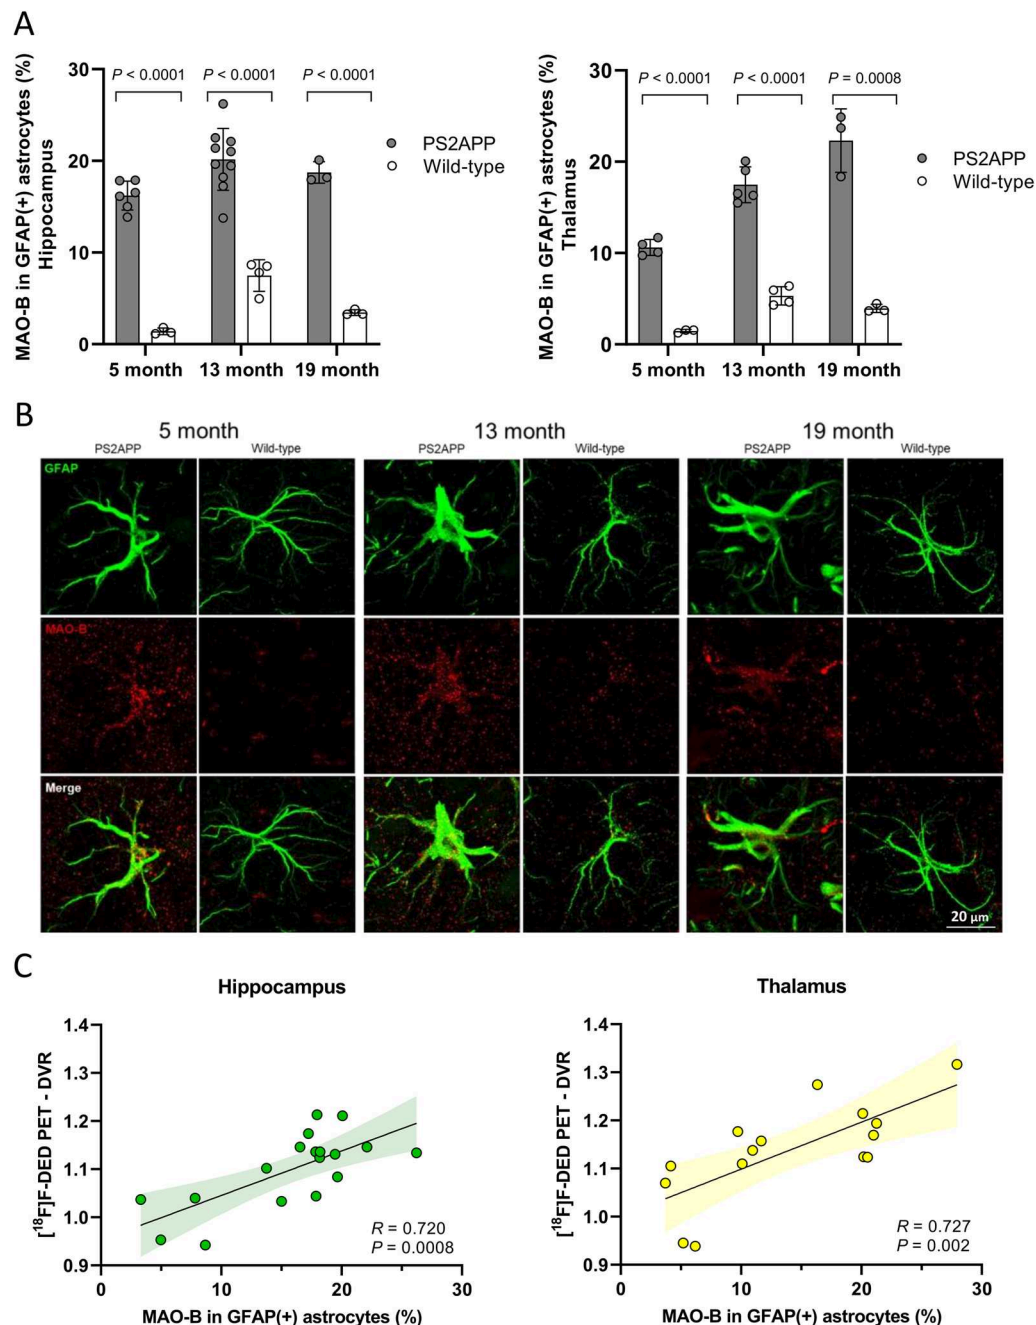 A
MAO-B in GFAP(+) astrocytes (%)
Hippocampus
30
20
10
0
P < 0.0001
P < 0.0001
P < 0.0001
PS2APP
Wild-type
5 month
13 month
19 month
MAO-B in GFAP(+) astrocytes (%)
Thalamus
30
20
10
0
P < 0.0001
P < 0.0001
P = 0.0008
PS2APP
Wild-type
5 month
13 month
19 month
B
5 month
13 month
19 month
PS2APP
Wild-type
PS2APP
Wild-type
PS2APP
Wild-type
GFAP
MAO-B
Merge
20 µm
C
Hippocampus
[18F]F-DED PET - DVR
1.4
1.3
1.2
1.1
1.0
0.9
R = 0.720
P = 0.0008
0
10
20
30
MAO-B in GFAP(+) astrocytes (%)
Thalamus
[18F]F-DED PET - DVR
1.4
1.3
1.2
1.1
1.0
0.9
R = 0.727
P = 0.002
0
10
20
30
MAO-B in GFAP(+) astrocytes (%)